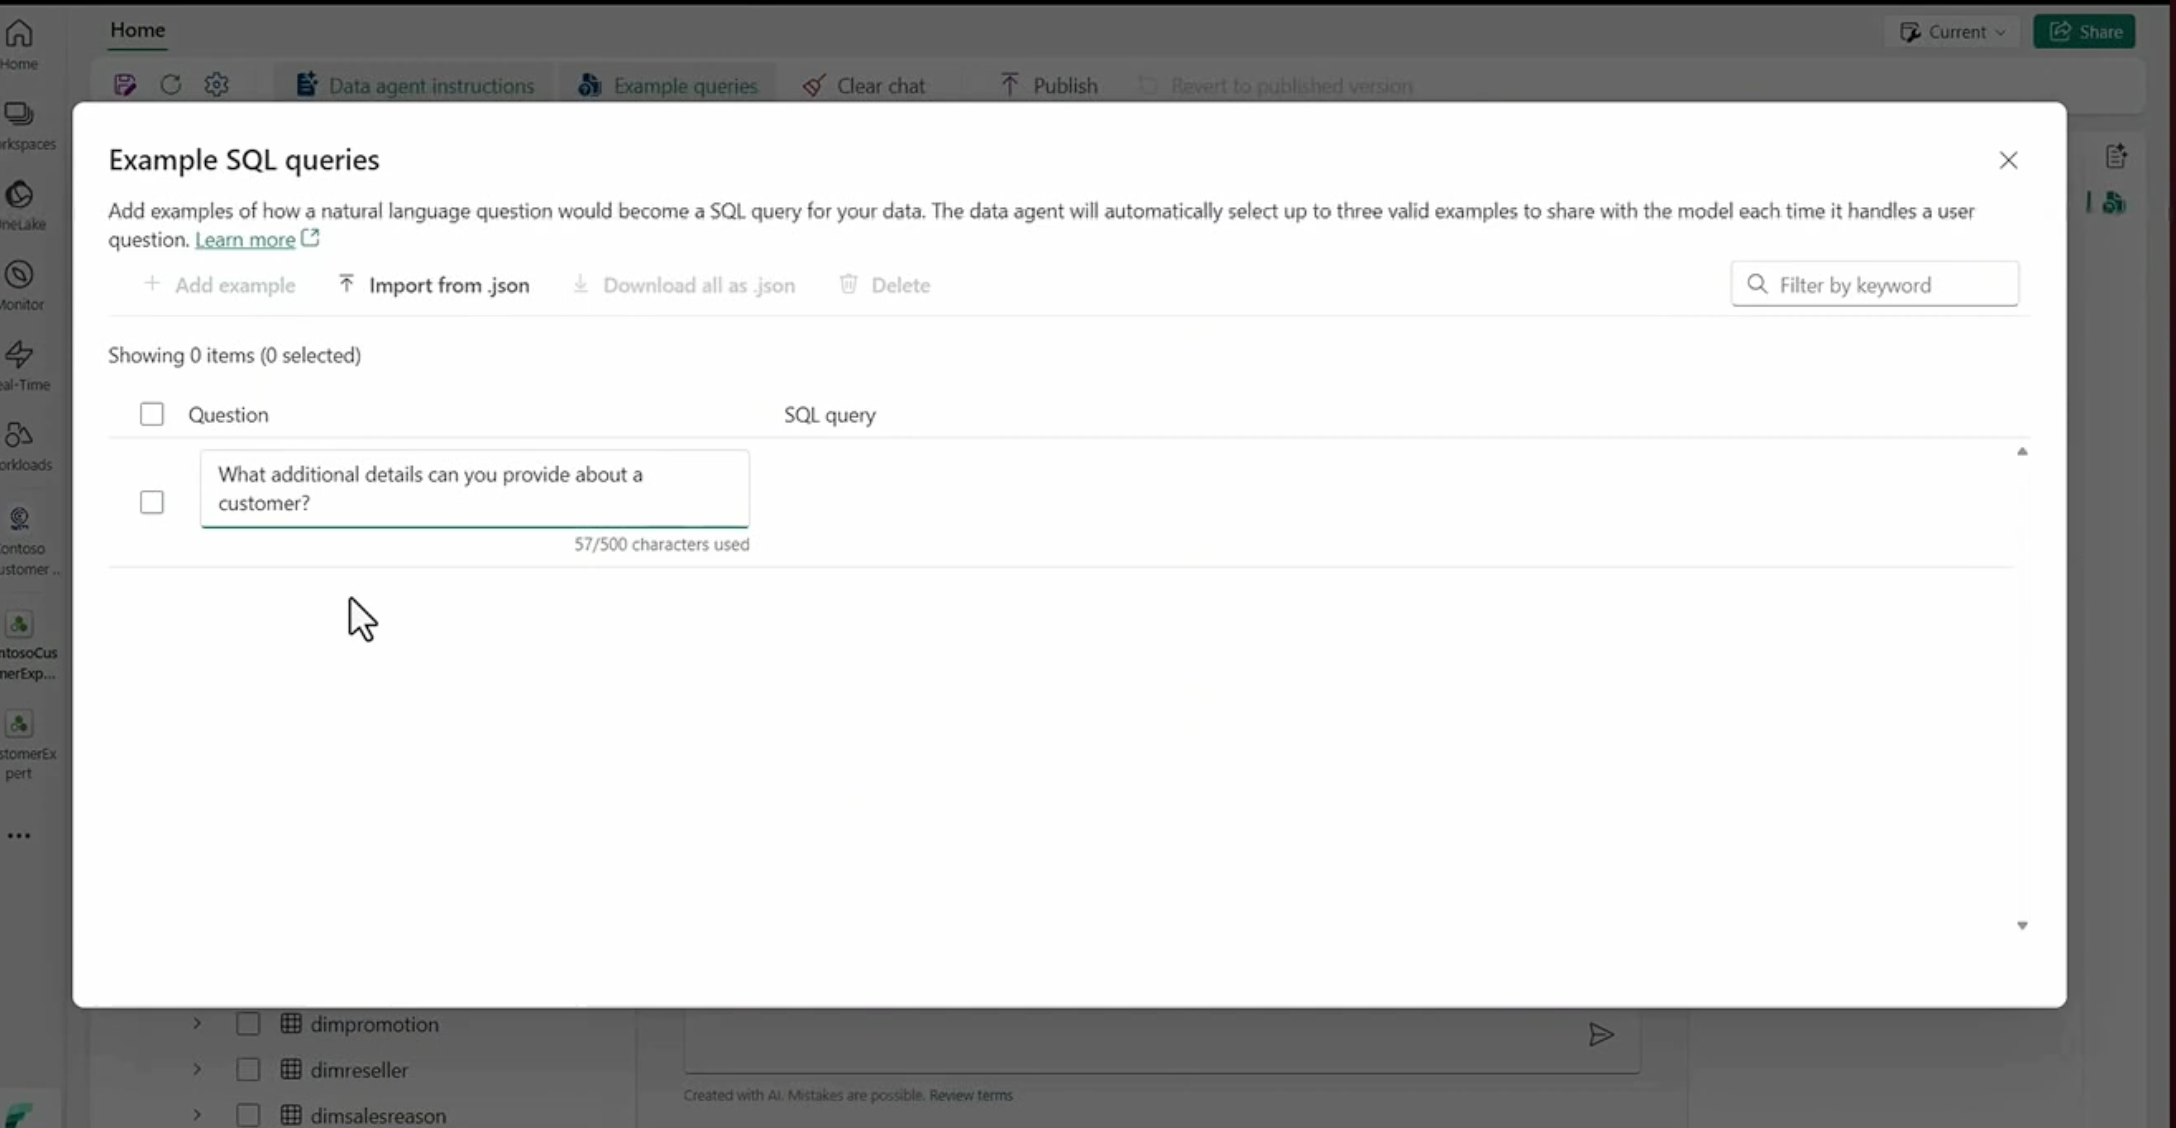 Home
Current
Share
Home
Data agent instructions
Example queries
Clear chat
Publish
Revert to published version
Example SQL queries
Add examples of how a natural language question would become a SQL query for your data. The data agent will automatically select up to three valid examples to share with the model each time it handles a user
question. Learn more
Add example
Import from .json
Download all as .json
Delete
Filter by keyword
Showing 0 items (0 selected)
Question
SQL query
What additional details can you provide about a
customer?
57/500 characters used
rkspaces
neLake
Monitor
eal-Time
orkloads
ontoso
ustomer ..
ntosoCus
merExp...
stomerEx
pert
dimpromotion
dimreseller
dimsalesreason
Created with AI. Mistakes are possible. Review terms